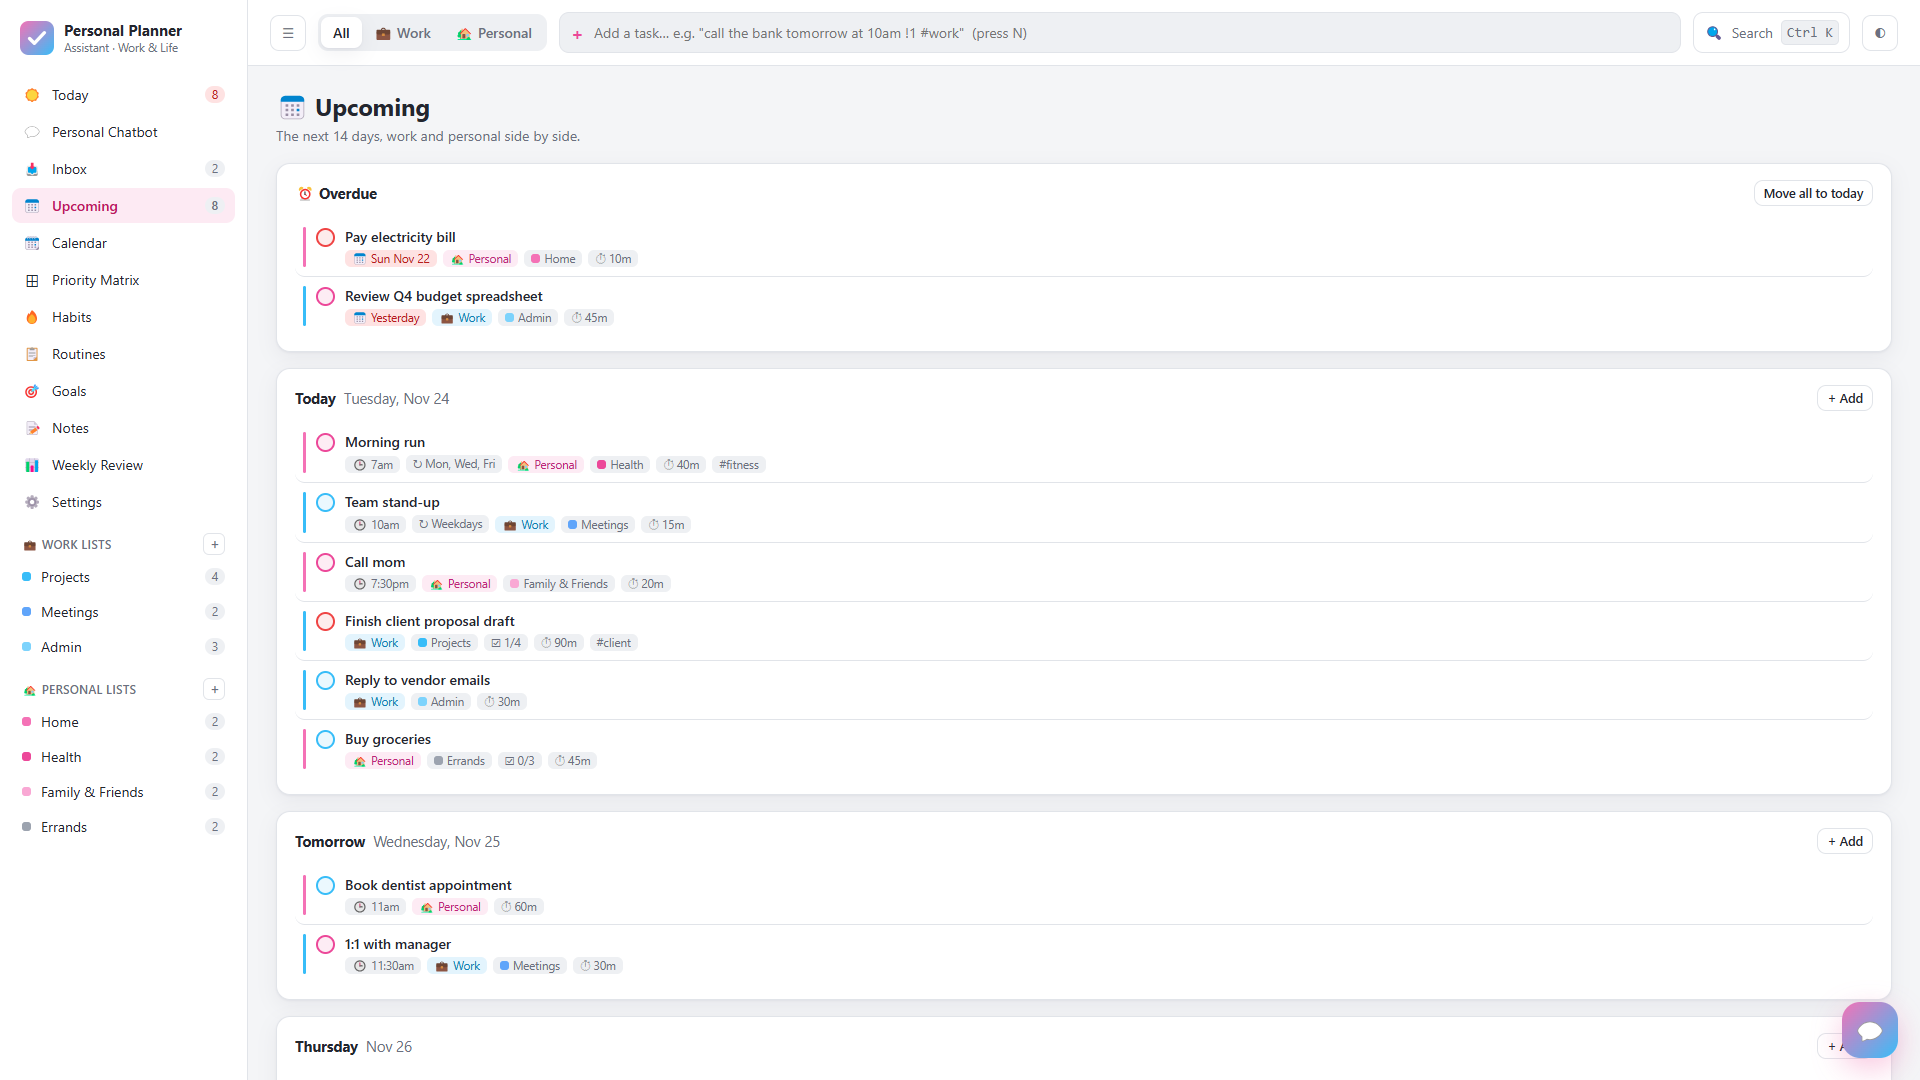 Personal Planner
Assistant · Work & Life
Today 8
Personal Chatbot
Inbox 2
Upcoming 8
Calendar
Priority Matrix
Habits
Routines
Goals
Notes
Weekly Review
Settings
WORK LISTS +
Projects 4
Meetings 2
Admin 3
PERSONAL LISTS +
Home 2
Health 2
Family & Friends 2
Errands 2
All Work Personal
+ Add a task... e.g. "call the bank tomorrow at 10am !1 #work" (press N)
Search Ctrl K
Upcoming
The next 14 days, work and personal side by side.
Overdue Move all to today
Pay electricity bill
Sun Nov 22 Personal Home 10m
Review Q4 budget spreadsheet
Yesterday Work Admin 45m
Today Tuesday, Nov 24 + Add
Morning run
7am Mon, Wed, Fri Personal Health 40m #fitness
Team stand-up
10am Weekdays Work Meetings 15m
Call mom
7:30pm Personal Family & Friends 20m
Finish client proposal draft
Work Projects 1/4 90m #client
Reply to vendor emails
Work Admin 30m
Buy groceries
Personal Errands 0/3 45m
Tomorrow Wednesday, Nov 25 + Add
Book dentist appointment
11am Personal 60m
1:1 with manager
11:30am Work Meetings 30m
Thursday Nov 26 +